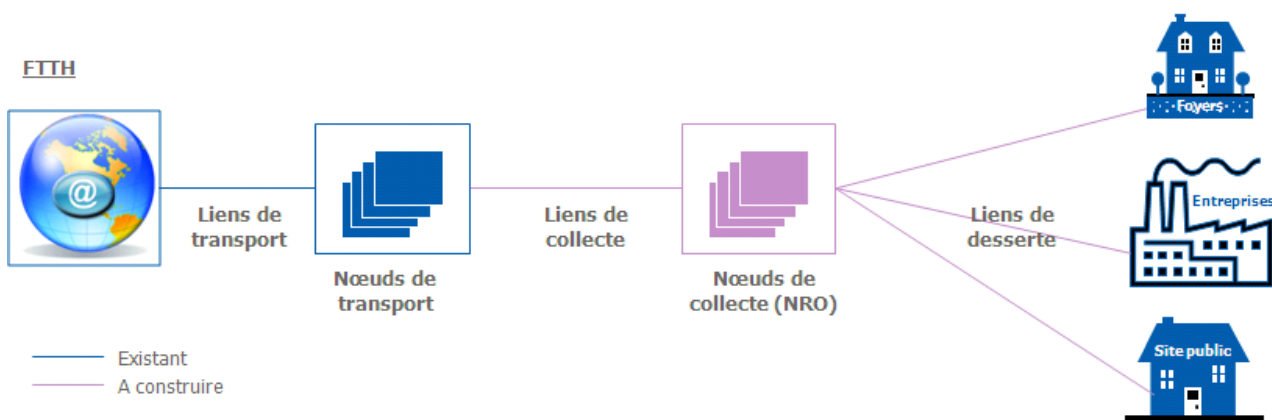 FTTH
@
Foyers
Entreprises
Liens de
transport
Liens de
collecte
Liens de
desserte
Nœuds de
transport
Nœuds de
collecte (NRO)
Site public
Existant
A construire